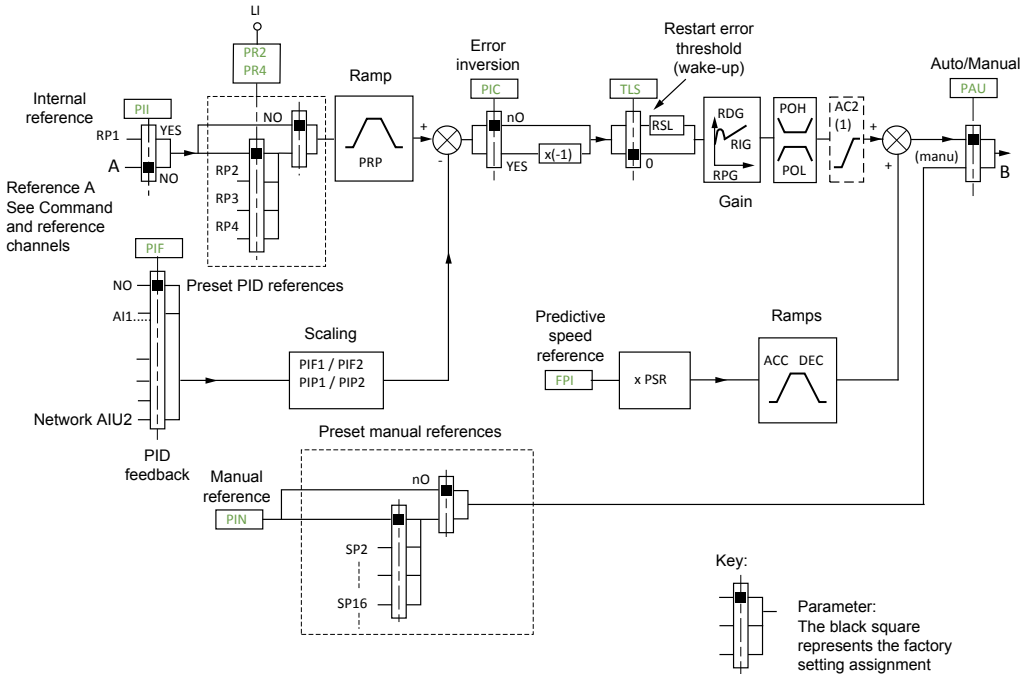 LI
PR2
PR4
Internal
reference
PII
RP1
YES
A
NO
Reference A
See Command
and reference
channels
NO
RP2
RP3
RP4
Preset PID references
Ramp
PRP
+
-
Error
inversion
PIC
nO
YES
x(-1)
TLS
Restart error
threshold
(wake-up)
RSL
0
RDG
RIG
RPG
Gain
POH
POL
AC2
(1)
+
+
Auto/Manual
PAU
(manu)
B
PIF
NO
AI1.....
Network AIU2
PID
feedback
Scaling
PIF1 / PIF2
PIP1 / PIP2
Predictive
speed
reference
FPI
x PSR
Ramps
ACC DEC
Preset manual references
Manual
reference
PIN
nO
SP2
SP16
Key:
Parameter:
The black square
represents the factory
setting assignment